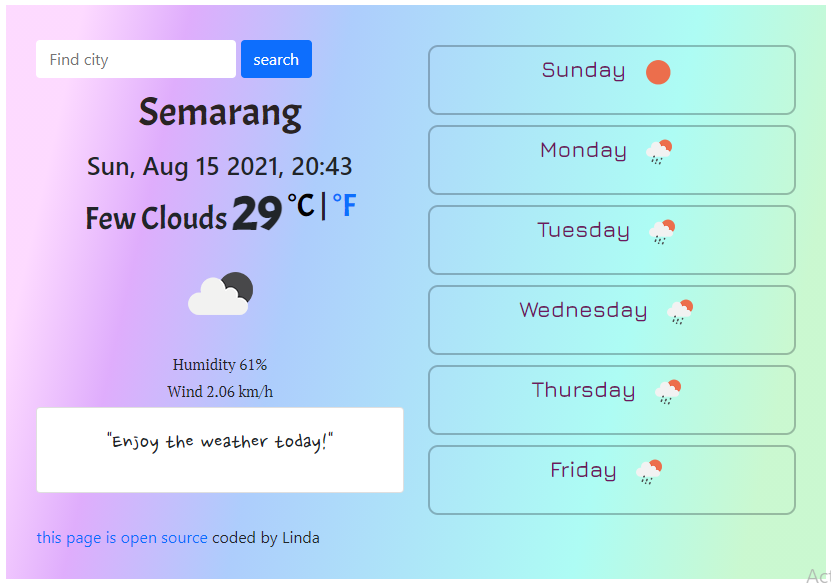 Find city
search
Semarang
Sun, Aug 15 2021, 20:43
Few Clouds 29 °C | °F
Humidity 61%
Wind 2.06 km/h
"Enjoy the weather today!"
this page is open source coded by Linda
Sunday
Monday
Tuesday
Wednesday
Thursday
Friday